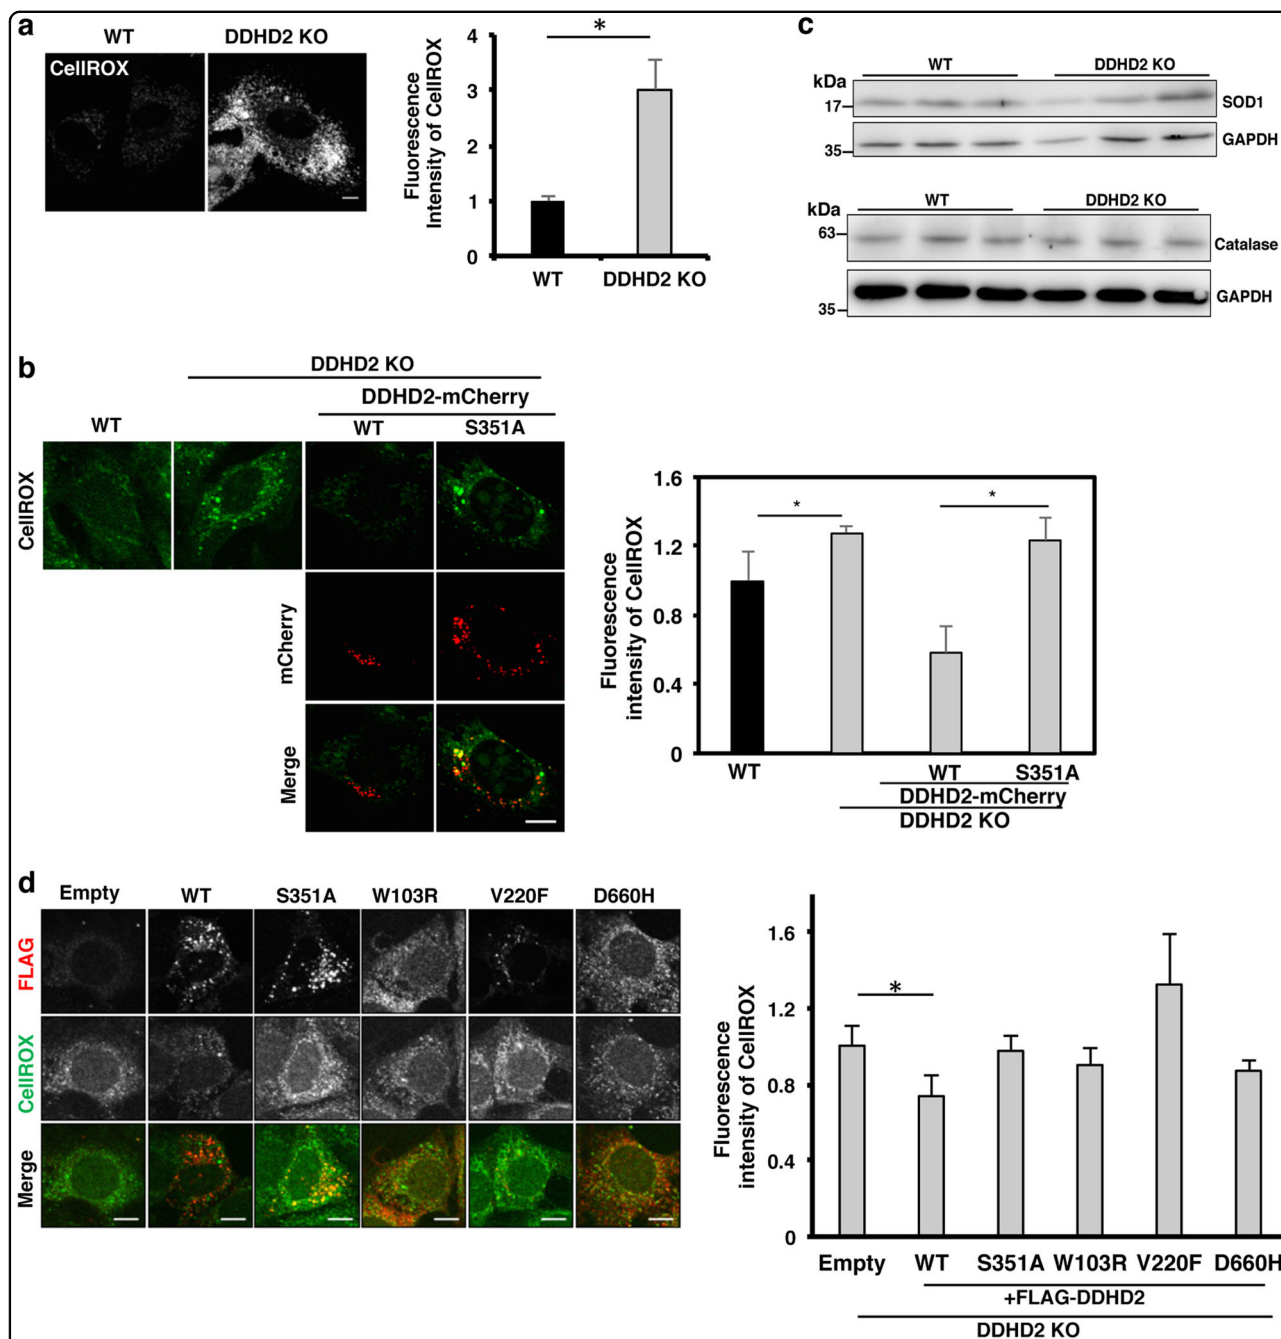 a
WT
DDHD2 KO
CellROX
Fluorescence
Intensity of CellROX
4
3
2
1
0
*
WT
DDHD2 KO
c
kDa
WT
DDHD2 KO
17
SOD1
35
GAPDH
kDa
WT
DDHD2 KO
63
Catalase
35
GAPDH
b
DDHD2 KO
DDHD2-mCherry
WT
WT
S351A
CellROX
mCherry
Merge
Fluorescence
intensity of CellROX
1.6
1.2
0.8
0.4
0
*
*
WT
WT
S351A
DDHD2-mCherry
DDHD2 KO
d
Empty
WT
S351A
W103R
V220F
D660H
FLAG
CellROX
Merge
Fluorescence
intensity of CellROX
1.6
1.2
0.8
0.4
0
*
Empty
WT
S351A
W103R
V220F
D660H
+FLAG-DDHD2
DDHD2 KO